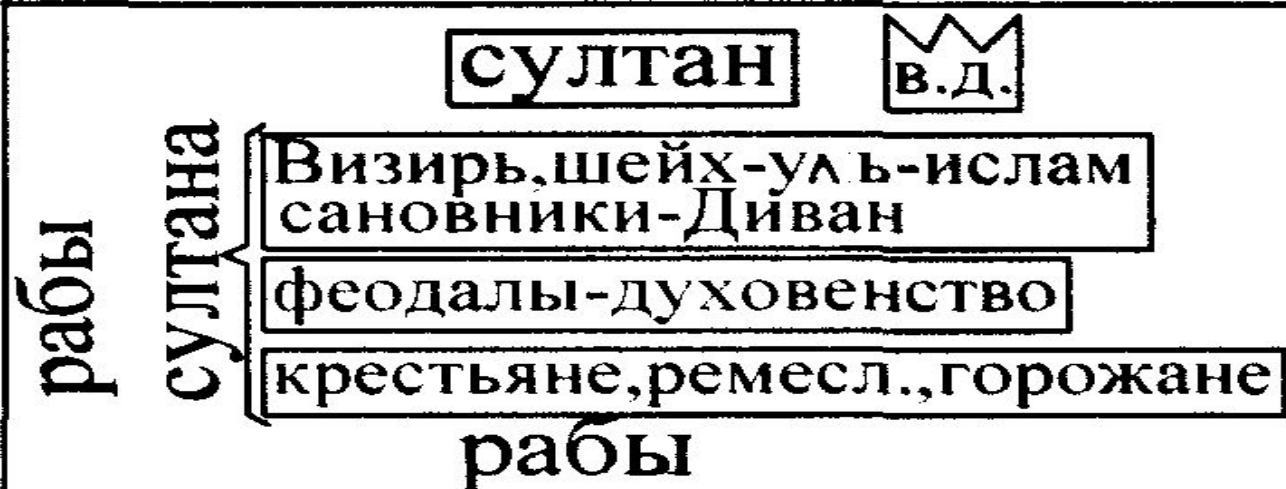 султан
в.д.
рабы
султана
Визирь,шейх-уль-ислам
сановники-Диван
феодалы-духовенство
крестьяне,ремесл.,горожане
рабы